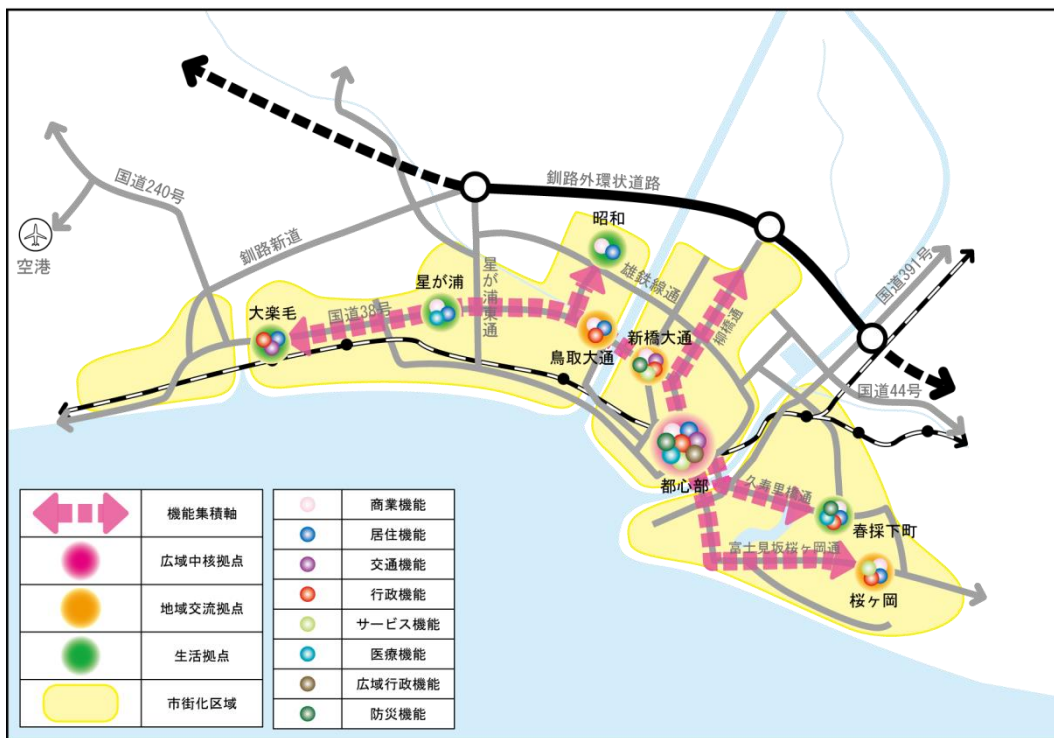 釧路外環状道路
国道240号
昭和
国道391号
空港
釧路新道
星が浦
星が浦東通
雄鉄線通
柳橋通
大楽毛
国道38号
鳥取大通
新橋大通
国道44号
都心部
久寿里橋通
春採下町
富士見坂桜ヶ岡通
桜ヶ岡
機能集積軸
広域中核拠点
地域交流拠点
生活拠点
市街化区域
商業機能
居住機能
交通機能
行政機能
サービス機能
医療機能
広域行政機能
防災機能